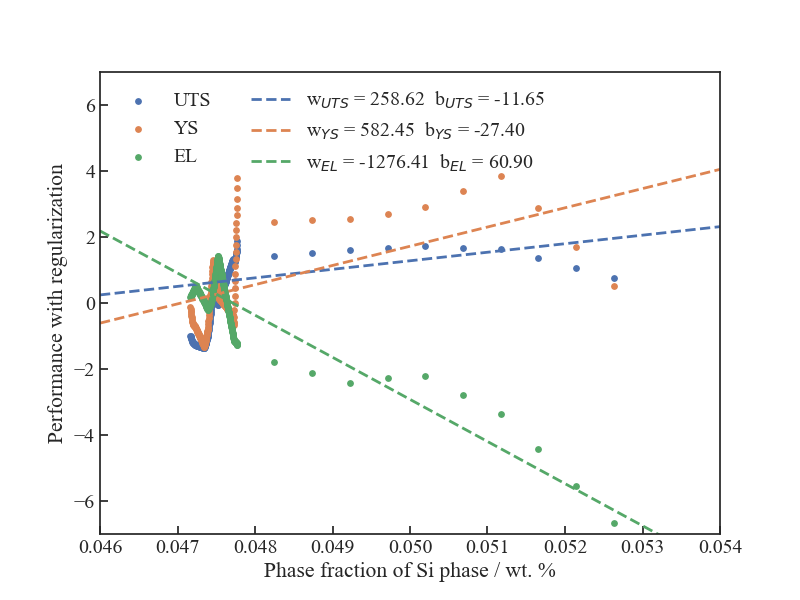 UTS
YS
EL
w_UTS = 258.62 b_UTS = -11.65
w_YS = 582.45 b_YS = -27.40
w_EL = -1276.41 b_EL = 60.90
Performance with regularization
6
4
2
0
−2
−4
−6
0.046 0.047 0.048 0.049 0.050 0.051 0.052 0.053 0.054
Phase fraction of Si phase / wt. %